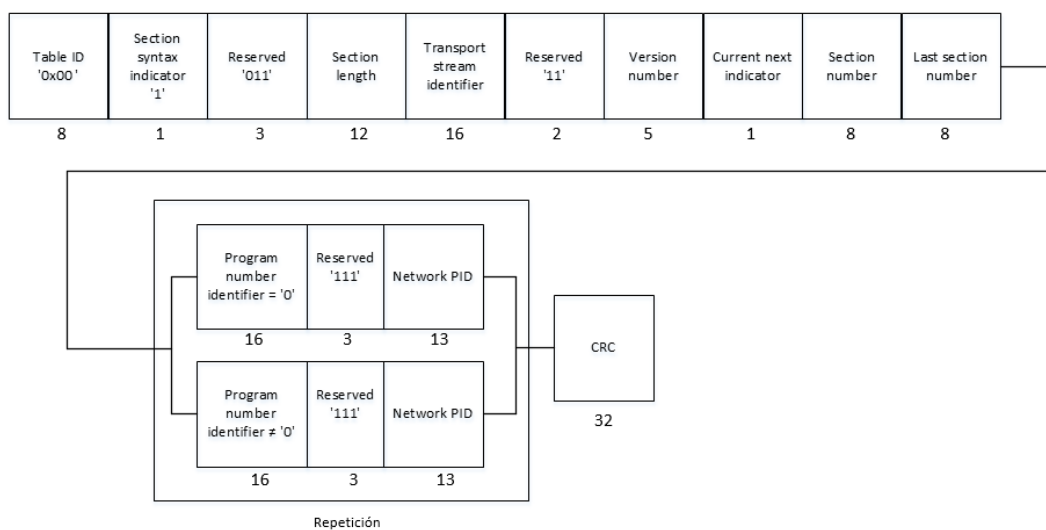 Table ID
'0x00'
Section
syntax
indicator
'1'
Reserved
'011'
Section
length
Transport
stream
identifier
Reserved
'11'
Version
number
Current next
indicator
Section
number
Last section
number
8
1
3
12
16
2
5
1
8
8
Program
number
identifier = '0'
Reserved
'111'
Network PID
16
3
13
Program
number
identifier ≠ '0'
Reserved
'111'
Network PID
16
3
13
CRC
32
Repetición